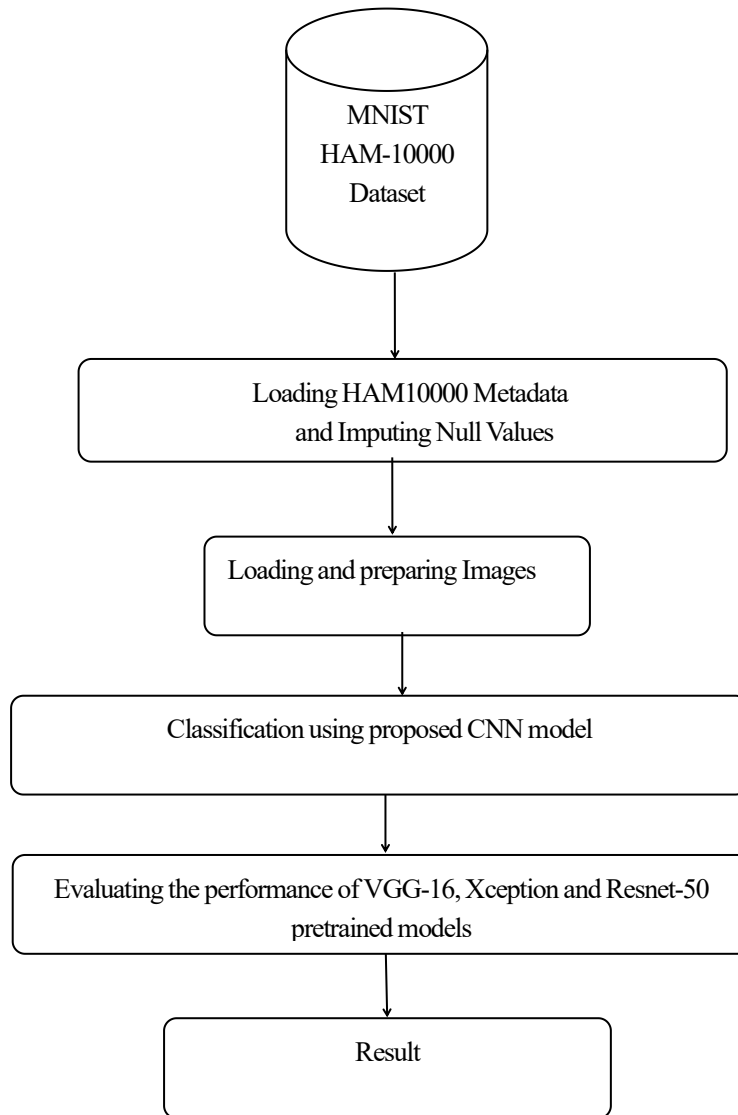 MNIST
HAM-10000
Dataset
Loading HAM10000 Metadata
and Imputing Null Values
Loading and preparing Images
Classification using proposed CNN model
Evaluating the performance of VGG-16, Xception and Resnet-50
pretrained models
Result